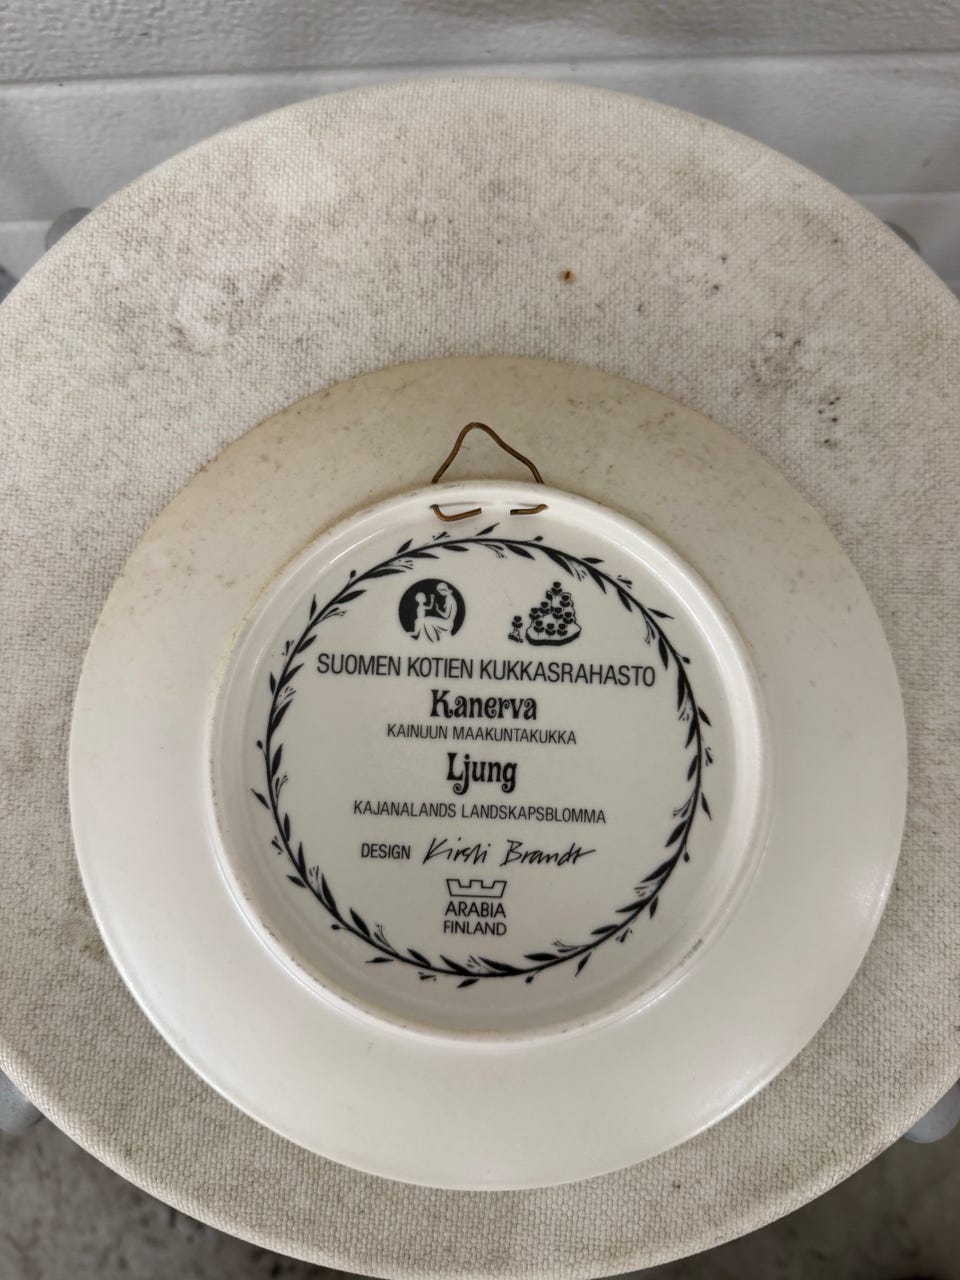 SUOMEN KOTIEN KUKKASRAHASTO
Kanerva
KAINUUN MAAKUNTAKUKKA
Ljung
KAJANALANDS LANDSKAPSBLOMMA
DESIGN Kirsti Brandt
ARABIA
FINLAND